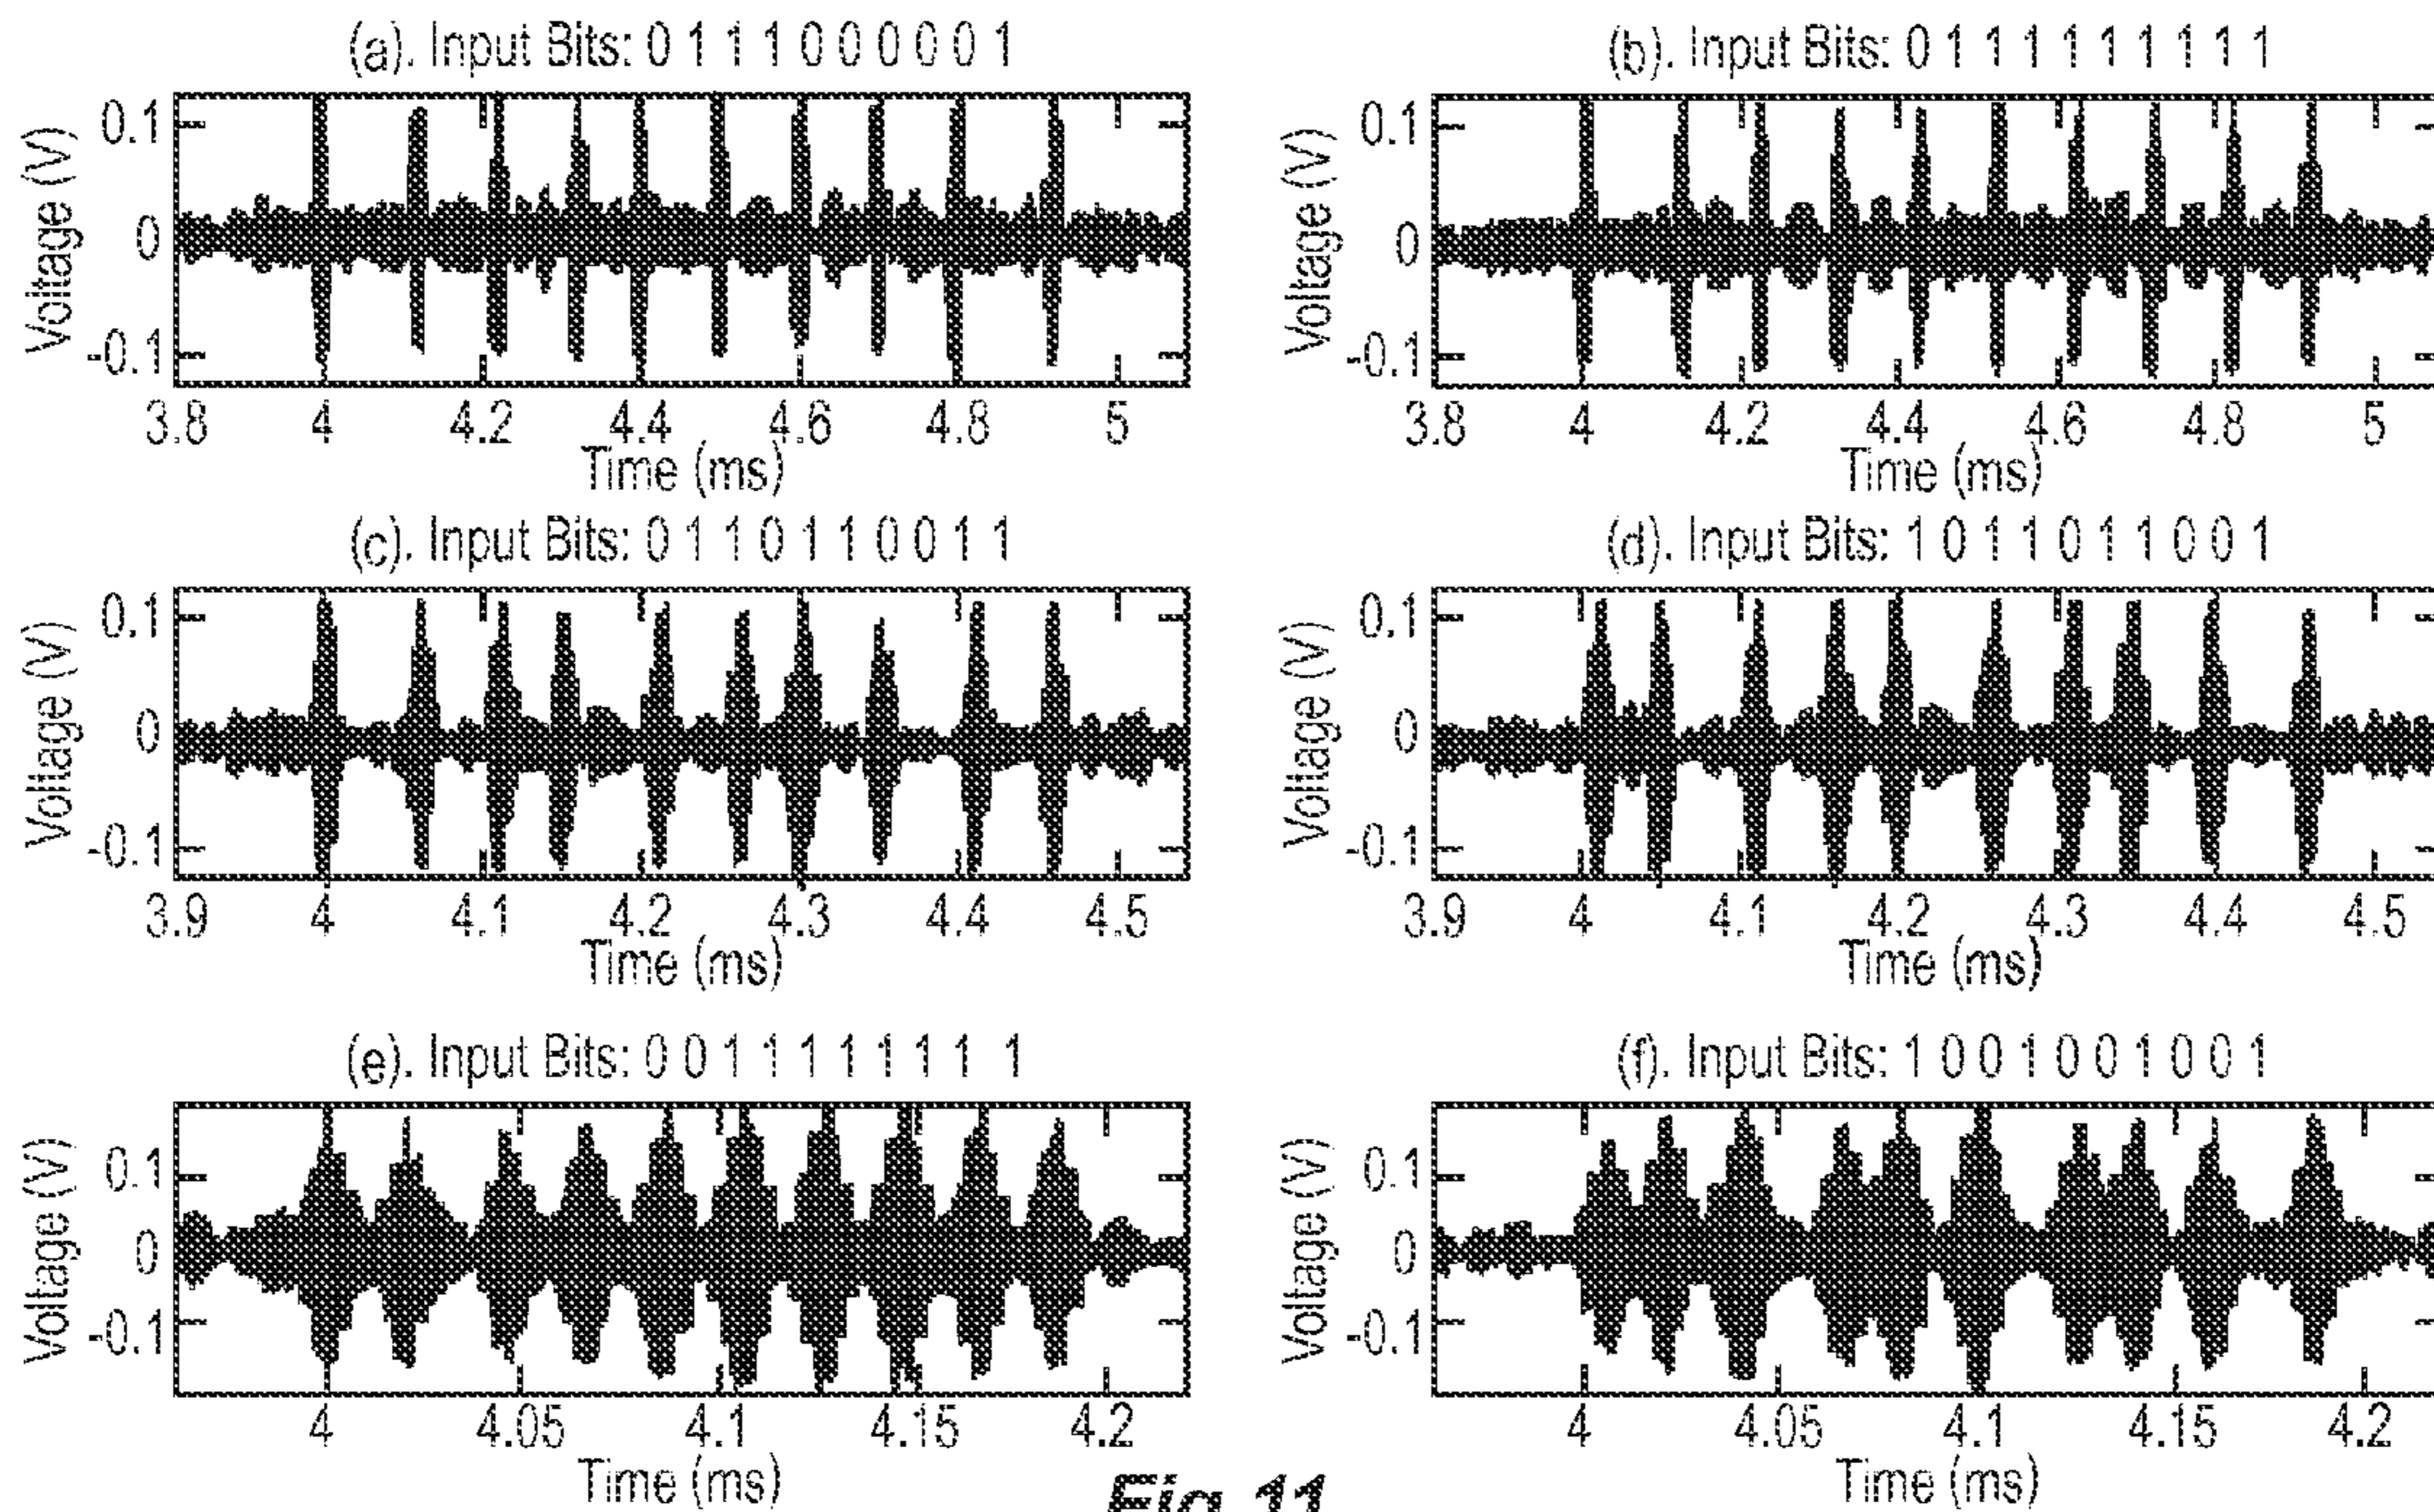 (a). Input Bits: 0 1 1 1 0 0 0 0 0 1
0.1
0
-0.1
Voltage (V)
3.8 4 4.2 4.4 4.6 4.8 5
Time (ms)
(b). Input Bits: 0 1 1 1 1 1 1 1 1 1
0.1
0
-0.1
Voltage (V)
3.8 4 4.2 4.4 4.6 4.8 5
Time (ms)
(c). Input Bits: 0 1 1 0 1 1 0 0 1 1
0.1
0
-0.1
Voltage (V)
3.9 4 4.1 4.2 4.3 4.4 4.5
Time (ms)
(d). Input Bits: 1 0 1 1 0 1 1 0 0 1
0.1
0
-0.1
Voltage (V)
3.9 4 4.1 4.2 4.3 4.4 4.5
Time (ms)
(e). Input Bits: 0 0 1 1 1 1 1 1 1 1
0.1
0
-0.1
Voltage (V)
4 4.05 4.1 4.15 4.2
Time (ms)
(f). Input Bits: 1 0 0 1 0 0 1 0 0 1
0.1
0
-0.1
Voltage (V)
4 4.05 4.1 4.15 4.2
Time (ms)
Fig 11